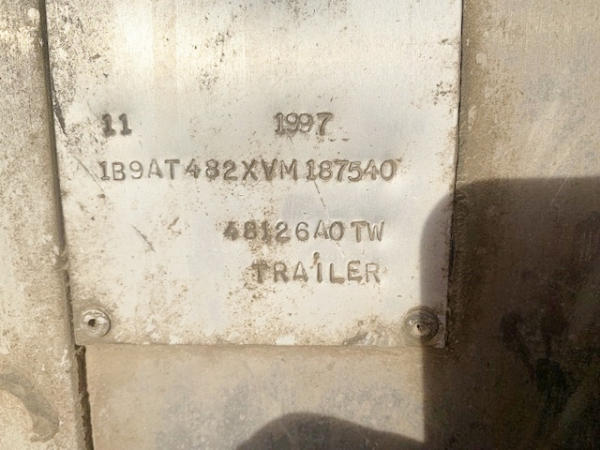 11 1997
1B9AT482XVM187540
48126A0TW
TRAILER